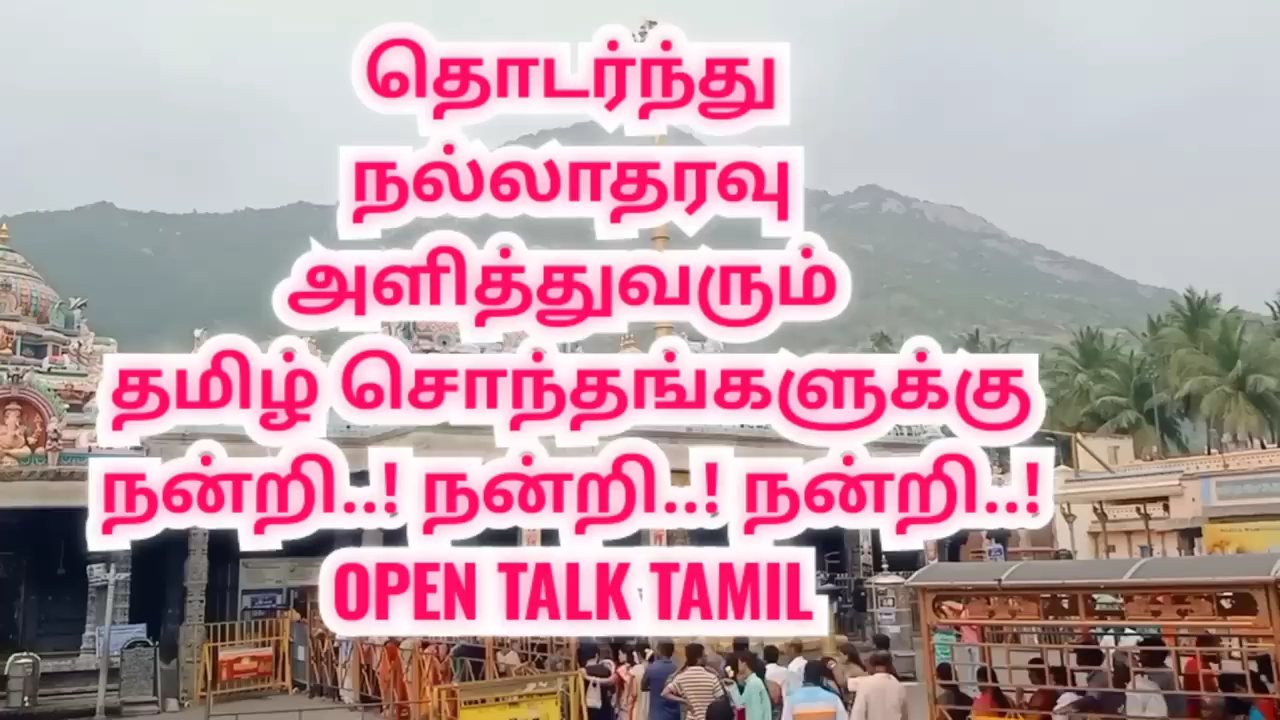 தொடர்ந்து
நல்லாதரவு
அளித்துவரும்
தமிழ் சொந்தங்களுக்கு
நன்றி..! நன்றி..! நன்றி..!
OPEN TALK TAMIL